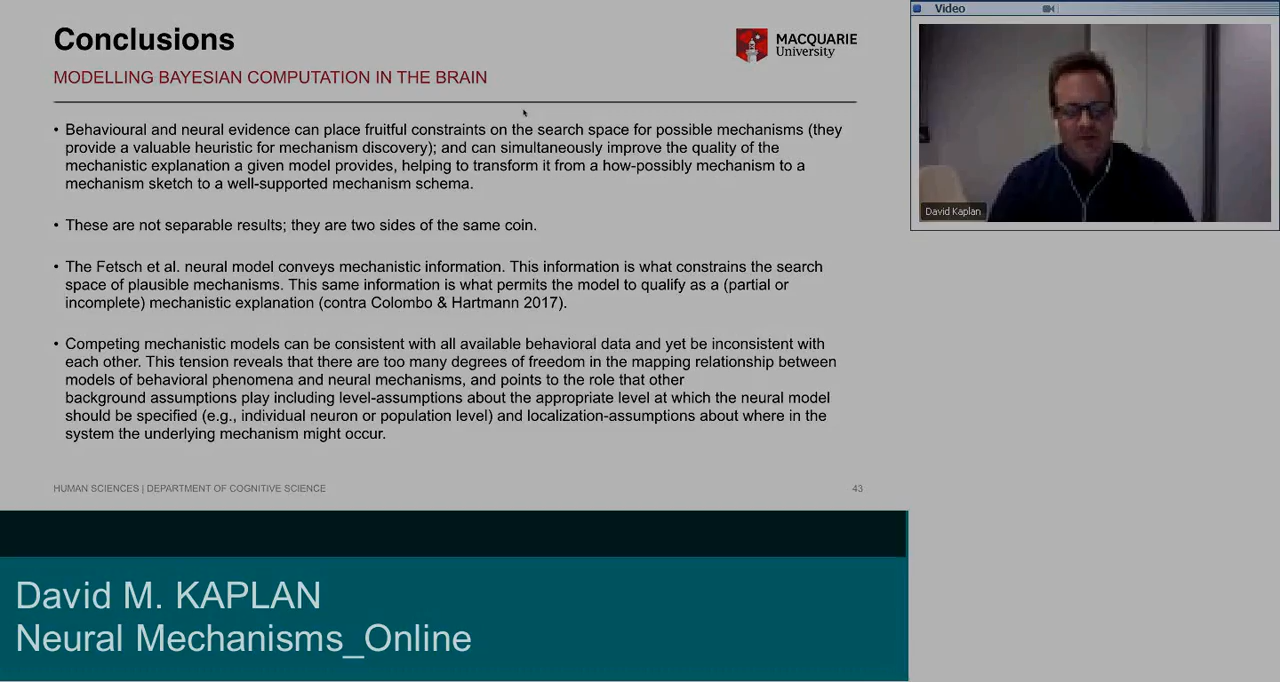 Conclusions
MACQUARIE
University
MODELLING BAYESIAN COMPUTATION IN THE BRAIN
• Behavioural and neural evidence can place fruitful constraints on the search space for possible mechanisms (they
provide a valuable heuristic for mechanism discovery); and can simultaneously improve the quality of the
mechanistic explanation a given model provides, helping to transform it from a how-possibly mechanism to a
mechanism sketch to a well-supported mechanism schema.
• These are not separable results; they are two sides of the same coin.
• The Fetsch et al. neural model conveys mechanistic information. This information is what constrains the search
space of plausible mechanisms. This same information is what permits the model to qualify as a (partial or
incomplete) mechanistic explanation (contra Colombo & Hartmann 2017).
• Competing mechanistic models can be consistent with all available behavioral data and yet be inconsistent with
each other. This tension reveals that there are too many degrees of freedom in the mapping relationship between
models of behavioral phenomena and neural mechanisms, and points to the role that other
background assumptions play including level-assumptions about the appropriate level at which the neural model
should be specified (e.g., individual neuron or population level) and localization-assumptions about where in the
system the underlying mechanism might occur.
HUMAN SCIENCES | DEPARTMENT OF COGNITIVE SCIENCE
43
Video
David Kaplan
David M. KAPLAN
Neural Mechanisms_Online